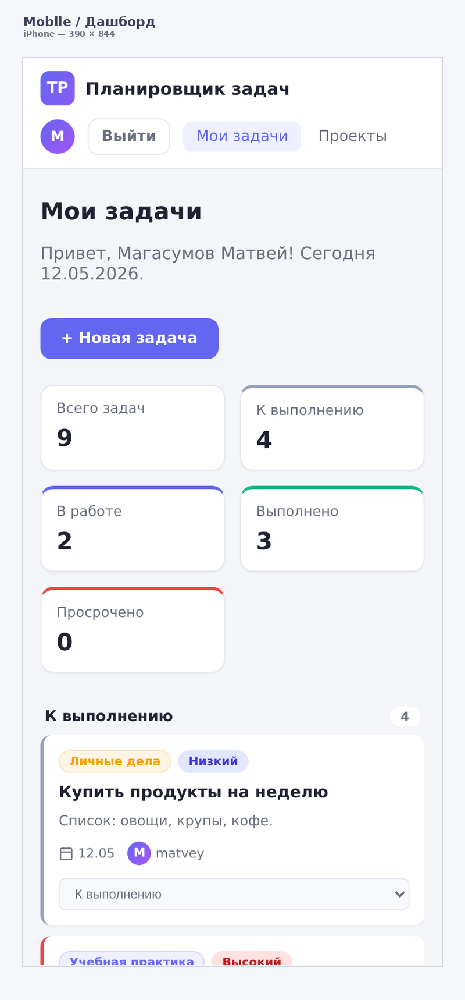 Mobile / Дашборд
iPhone — 390 × 844
TP
Планировщик задач
M
Выйти
Мои задачи
Проекты
Мои задачи
Привет, Магасумов Матвей! Сегодня
12.05.2026.
+ Новая задача
Всего задач
9
К выполнению
4
В работе
2
Выполнено
3
Просрочено
0
К выполнению
4
Личные дела
Низкий
Купить продукты на неделю
Список: овощи, крупы, кофе.
12.05
M
matvey
К выполнению
Учебная практика
Высокий